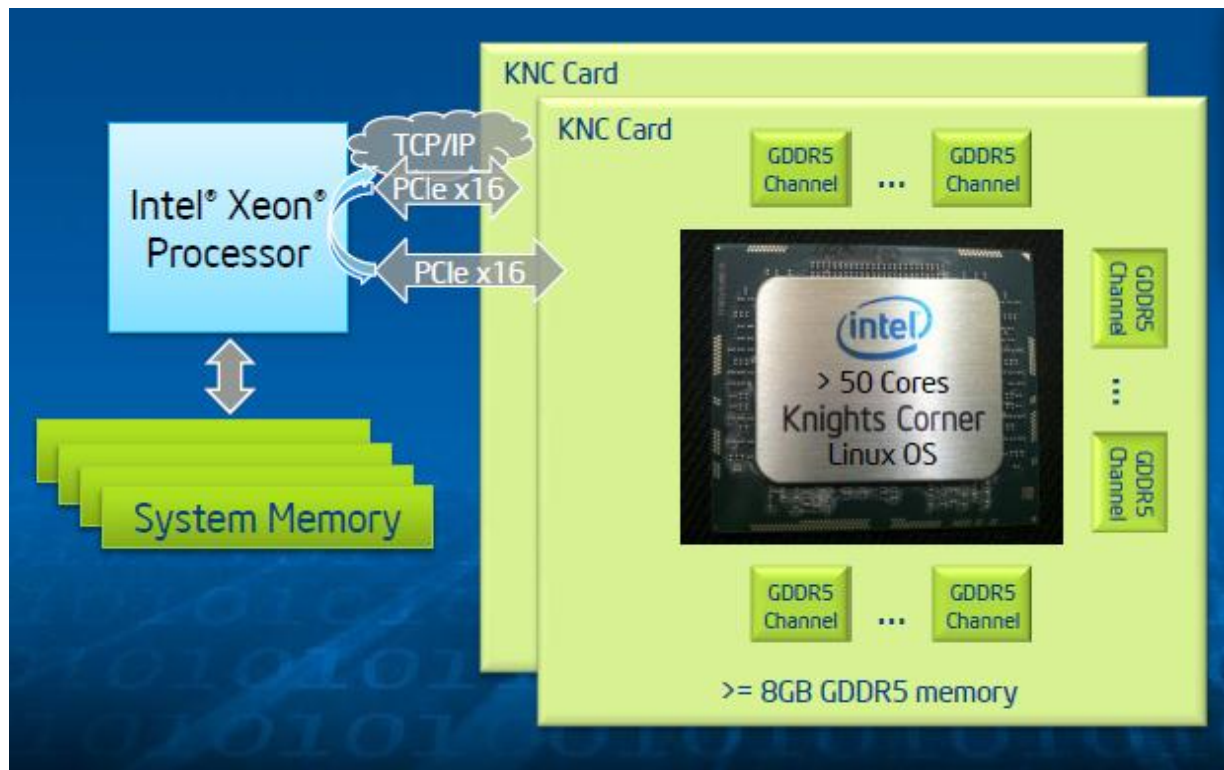 KNC Card
KNC Card
TCP/IP
PCIe x16
PCIe x16
Intel® Xeon®
Processor
System Memory
GDDR5
Channel
...
GDDR5
Channel
GDDR5
Channel
...
GDDR5
Channel
intel
> 50 Cores
Knights Corner
Linux OS
GDDR5
Channel
...
GDDR5
Channel
>= 8GB GDDR5 memory